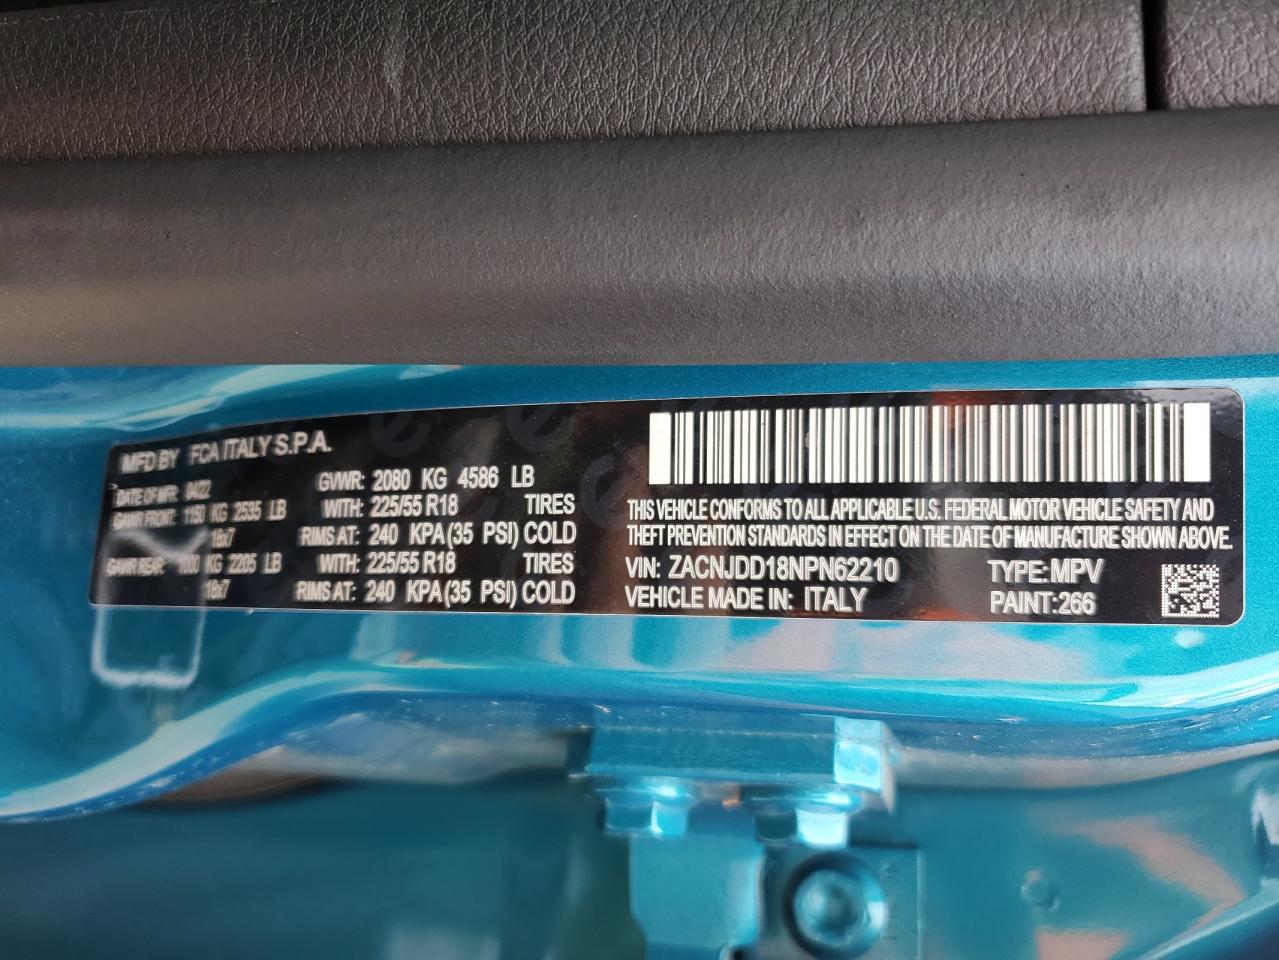 MFD BY FCA ITALY S.P.A.
DATE OF MFR: 0422 GVWR: 2080 KG 4586 LB
GAWR FRONT: 1150 KG 2535 LB WITH: 225/55 R18 TIRES
18x7 RIMS AT: 240 KPA (35 PSI) COLD
GAWR REAR: 1000 KG 2205 LB WITH: 225/55 R18 TIRES
18x7 RIMS AT: 240 KPA (35 PSI) COLD
THIS VEHICLE CONFORMS TO ALL APPLICABLE U.S. FEDERAL MOTOR VEHICLE SAFETY AND
THEFT PREVENTION STANDARDS IN EFFECT ON THE DATE OF MANUFACTURE SHOWN ABOVE.
VIN: ZACNJDD18NPN62210 TYPE: MPV
VEHICLE MADE IN: ITALY PAINT: 266